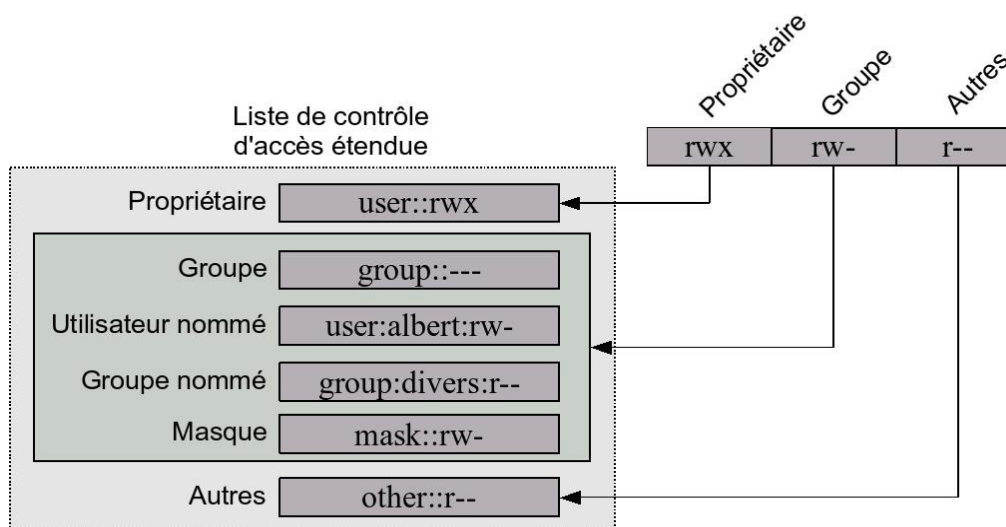 Propriétaire
Groupe
Autres
rwx
rw-
r--
Liste de contrôle
d'accès étendue
Propriétaire
user::rwx
Groupe
group::---
Utilisateur nommé
user:albert:rw-
Groupe nommé
group:divers:r--
Masque
mask::rw-
Autres
other::r--